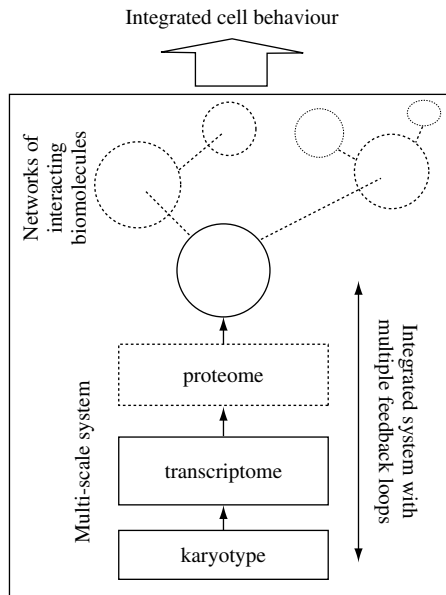 Integrated cell behaviour
Networks of
interacting
biomolecules
proteome
transcriptome
karyotype
Multi-scale system
Integrated system with
multiple feedback loops